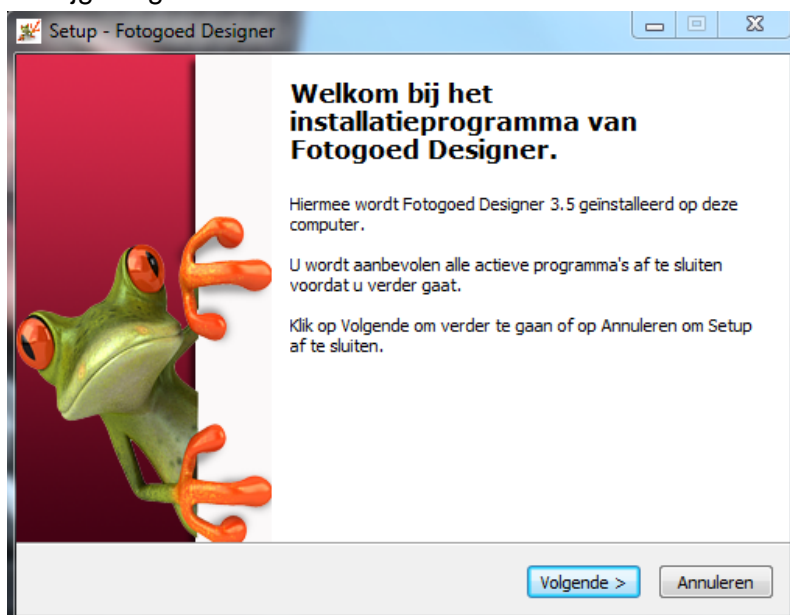 Setup - Fotogoed Designer
Welkom bij het
installatieprogramma van
Fotogoed Designer.
Hiermee wordt Fotogoed Designer 3.5 geïnstalleerd op deze
computer.
U wordt aanbevolen alle actieve programma's af te sluiten
voordat u verder gaat.
Klik op Volgende om verder te gaan of op Annuleren om Setup
af te sluiten.
Volgende >
Annuleren